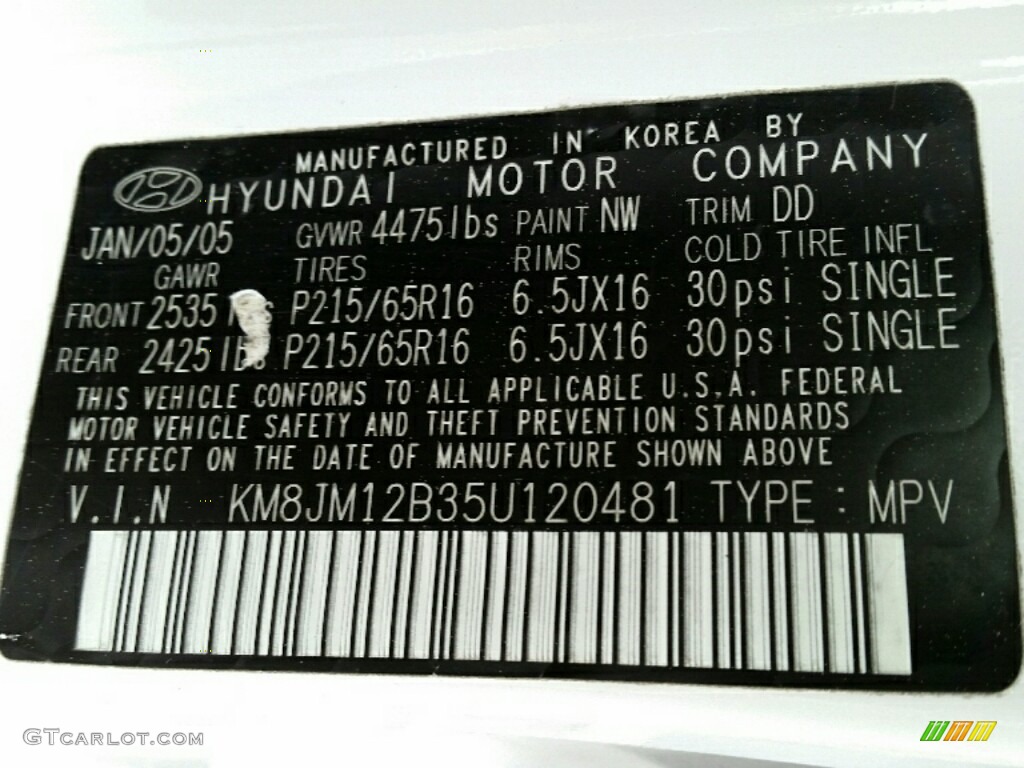 MANUFACTURED IN KOREA BY
HYUNDAI MOTOR COMPANY
JAN/05/05 GVWR 4475lbs PAINT NW TRIM DD
GAWR TIRES RIMS COLD TIRE INFL
FRONT 2535 lbs P215/65R16 6.5JX16 30psi SINGLE
REAR 2425 lbs P215/65R16 6.5JX16 30psi SINGLE
THIS VEHICLE CONFORMS TO ALL APPLICABLE U.S.A. FEDERAL
MOTOR VEHICLE SAFETY AND THEFT PREVENTION STANDARDS
IN EFFECT ON THE DATE OF MANUFACTURE SHOWN ABOVE
V.I.N KM8JM12B35U120481 TYPE : MPV
GTCARLOT.COM